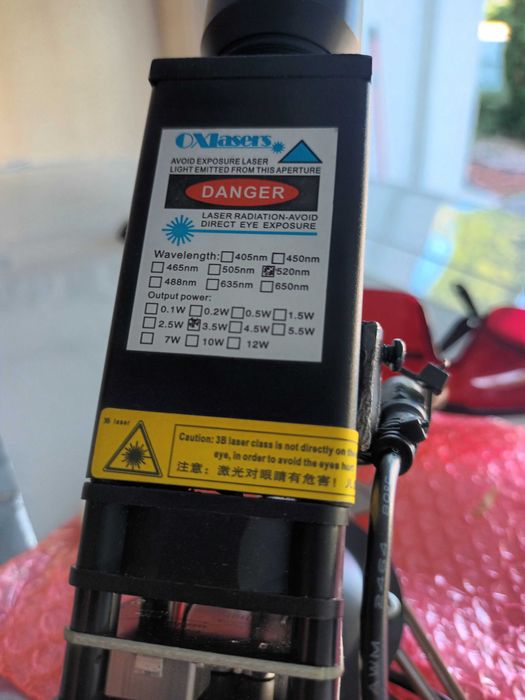 OXlasers
AVOID EXPOSURE LASER
LIGHT EMITTED FROM THIS APERTURE
DANGER
LASER RADIATION-AVOID
DIRECT EYE EXPOSURE
Wavelength: 405nm 450nm
465nm 505nm 520nm
488nm 635nm 650nm
Output power:
0.1W 0.2W 0.5W 1.5W
2.5W 3.5W 4.5W 5.5W
7W 10W 12W
3B laser
Caution: 3B laser class is not directly on
eye, in order to avoid the eyes
注意: 激光对眼睛有危害!
AWM 2464 80°C